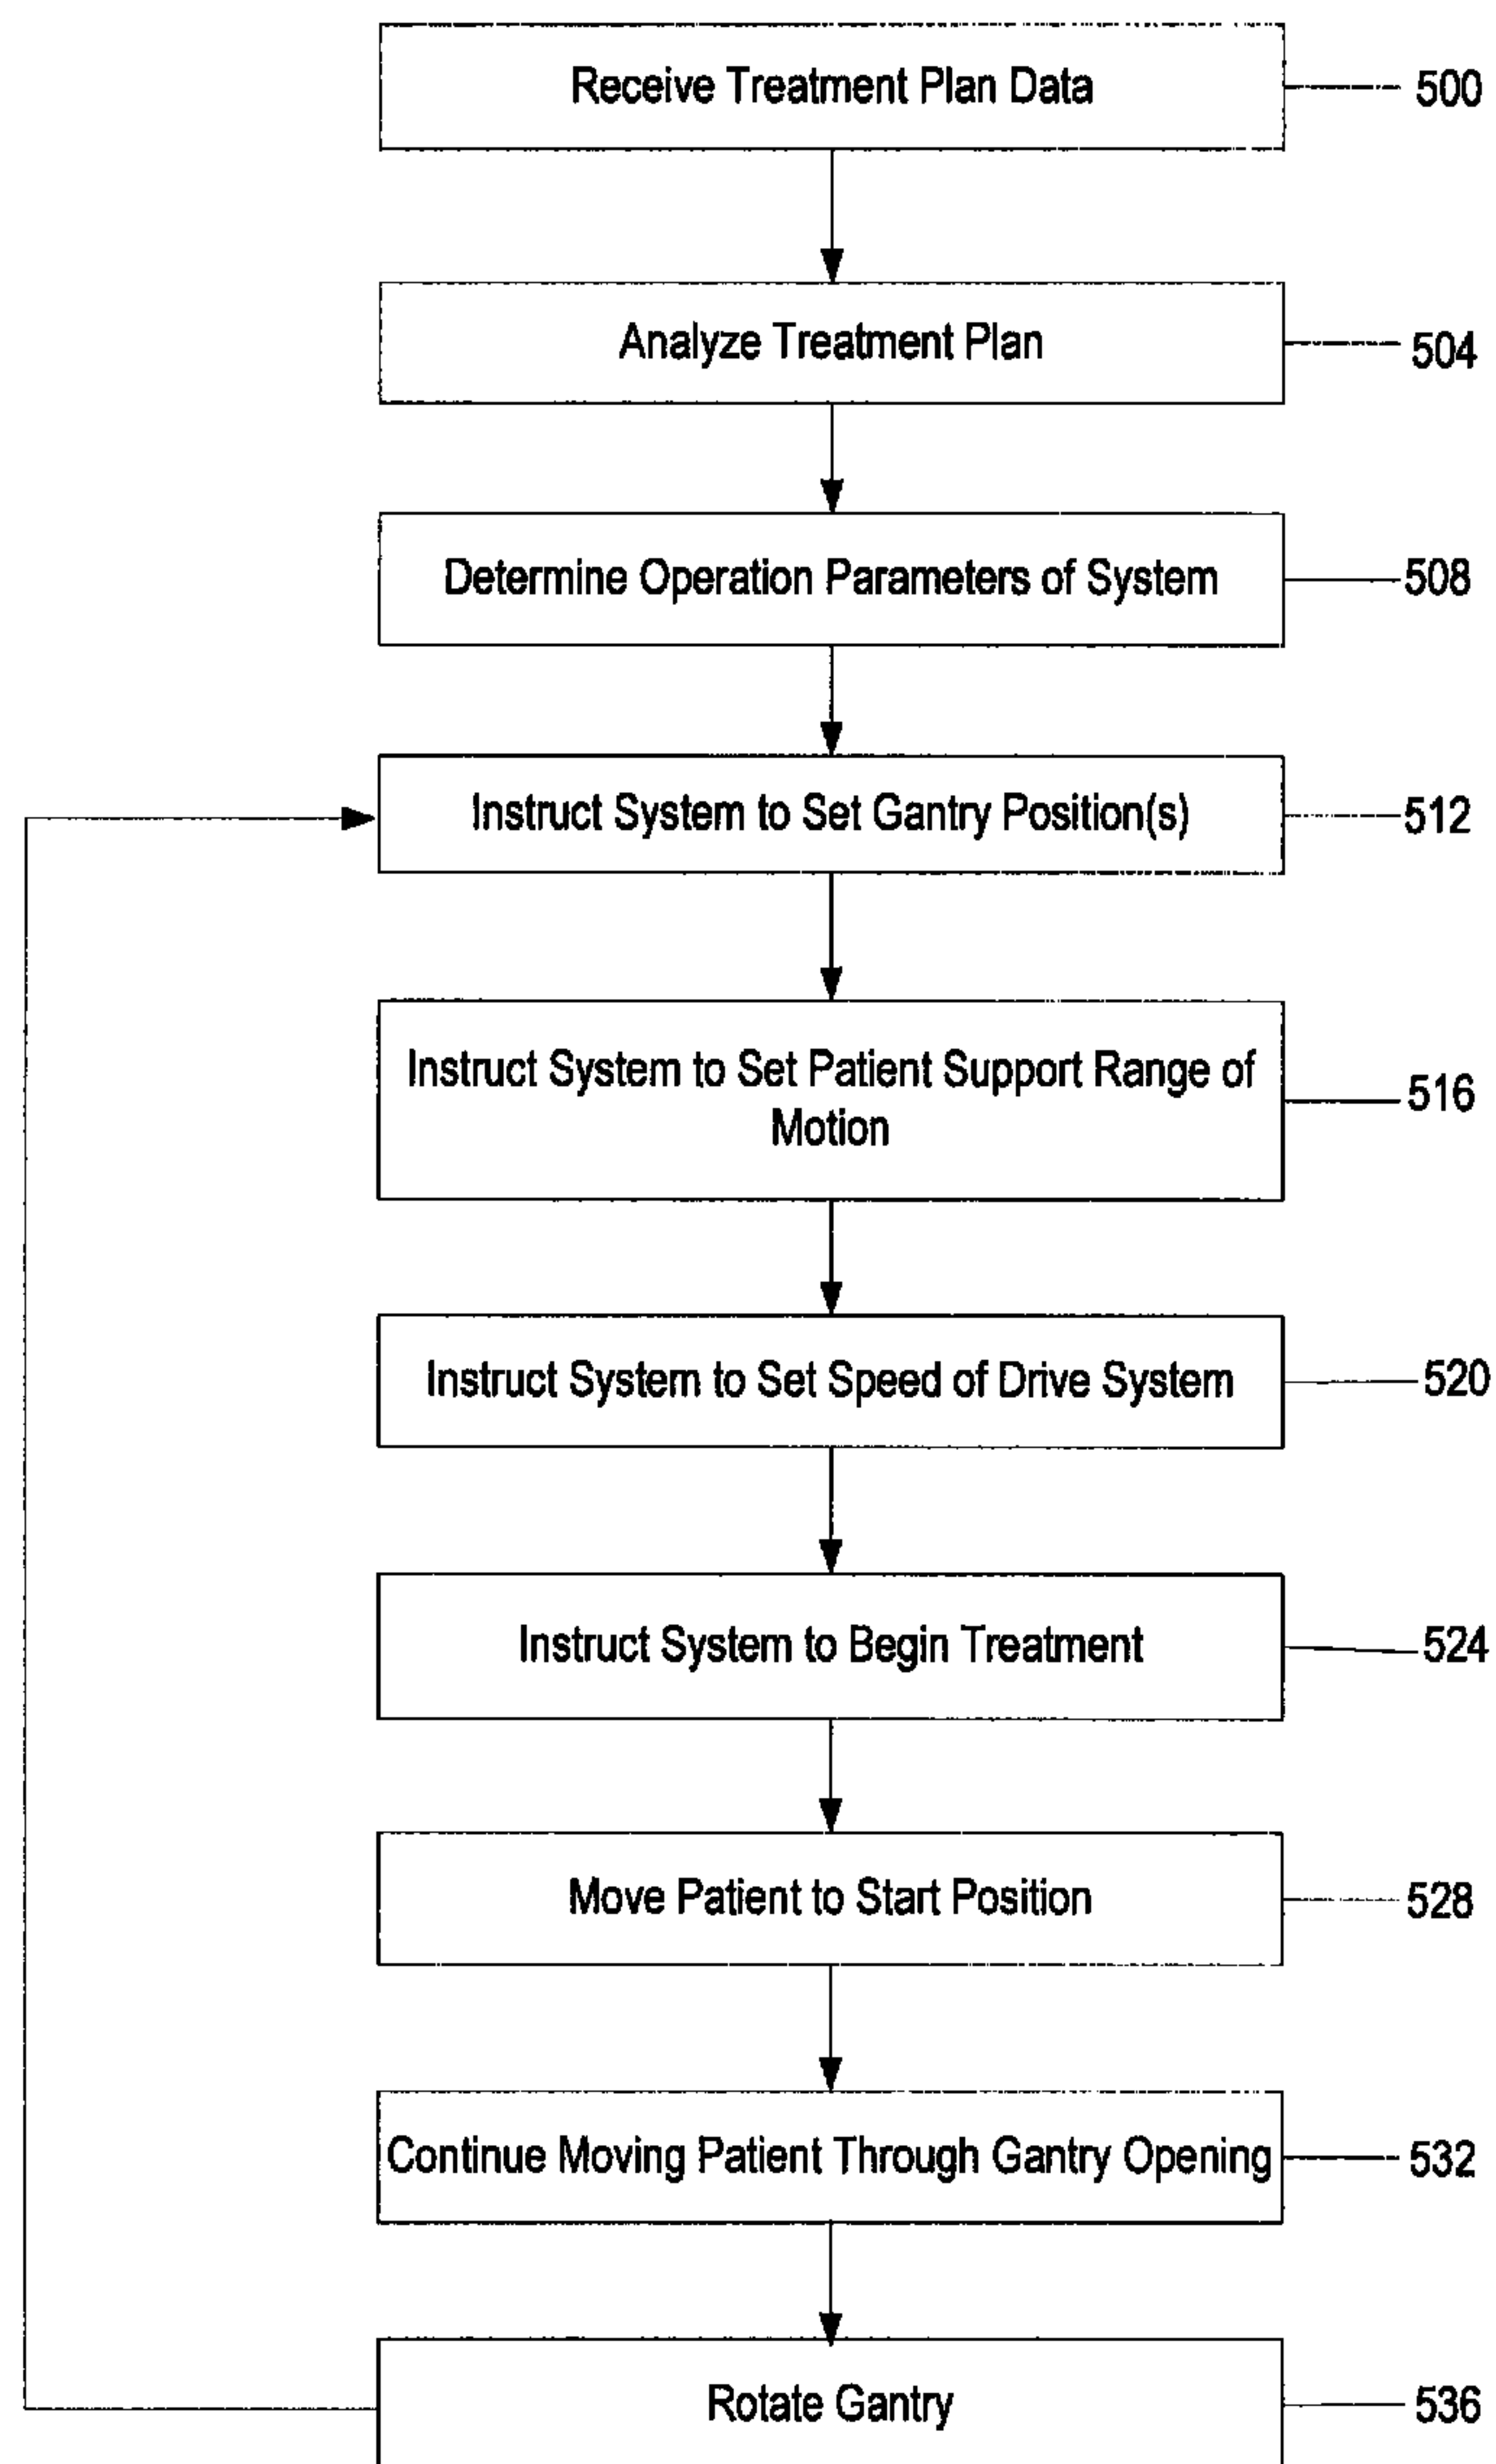 Receive Treatment Plan Data
500
Analyze Treatment Plan
504
Determine Operation Parameters of System
508
Instruct System to Set Gantry Position(s)
512
Instruct System to Set Patient Support Range of
Motion
516
Instruct System to Set Speed of Drive System
520
Instruct System to Begin Treatment
524
Move Patient to Start Position
528
Continue Moving Patient Through Gantry Opening
532
Rotate Gantry
536